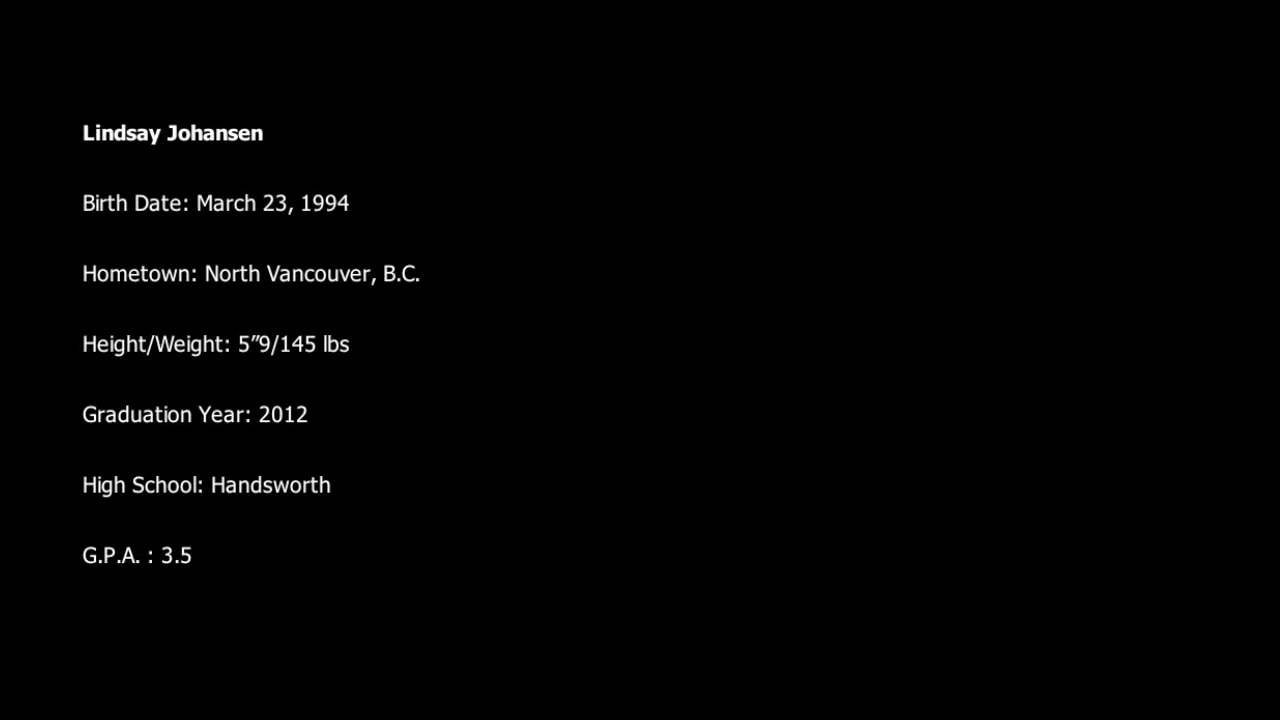 Lindsay Johansen
Birth Date: March 23, 1994
Hometown: North Vancouver, B.C.
Height/Weight: 5”9/145 lbs
Graduation Year: 2012
High School: Handsworth
G.P.A. : 3.5